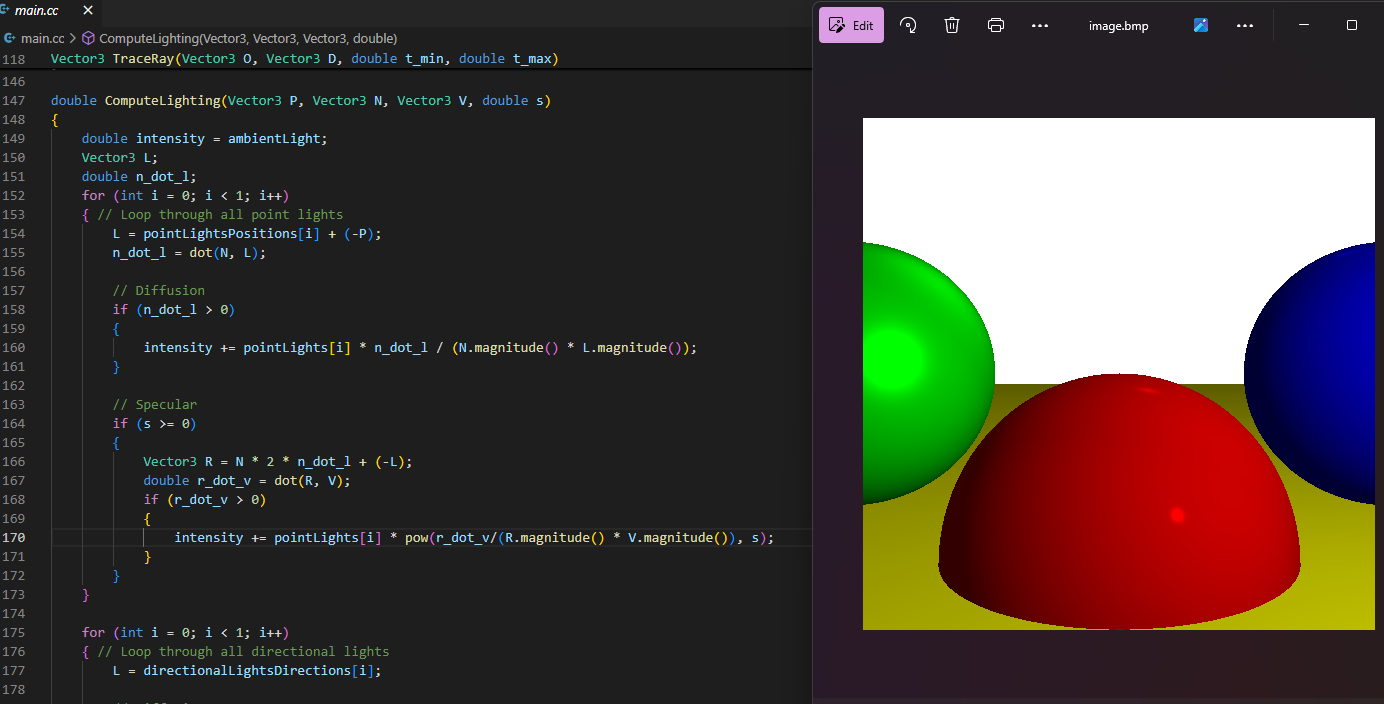 main.cc
main.cc > ComputeLighting(Vector3, Vector3, Vector3, double)
118 Vector3 TraceRay(Vector3 O, Vector3 D, double t_min, double t_max)
146
147 double ComputeLighting(Vector3 P, Vector3 N, Vector3 V, double s)
148 {
149 double intensity = ambientLight;
150 Vector3 L;
151 double n_dot_l;
152 for (int i = 0; i < 1; i++)
153 { // Loop through all point lights
154 L = pointLightsPositions[i] + (-P);
155 n_dot_l = dot(N, L);
156
157 // Diffusion
158 if (n_dot_l > 0)
159 {
160 intensity += pointLights[i] * n_dot_l / (N.magnitude() * L.magnitude());
161 }
162
163 // Specular
164 if (s >= 0)
165 {
166 Vector3 R = N * 2 * n_dot_l + (-L);
167 double r_dot_v = dot(R, V);
168 if (r_dot_v > 0)
169 {
170 intensity += pointLights[i] * pow(r_dot_v/(R.magnitude() * V.magnitude()), s);
171 }
172 }
173 }
174
175 for (int i = 0; i < 1; i++)
176 { // Loop through all directional lights
177 L = directionalLightsDirections[i];
178
Edit
image.bmp